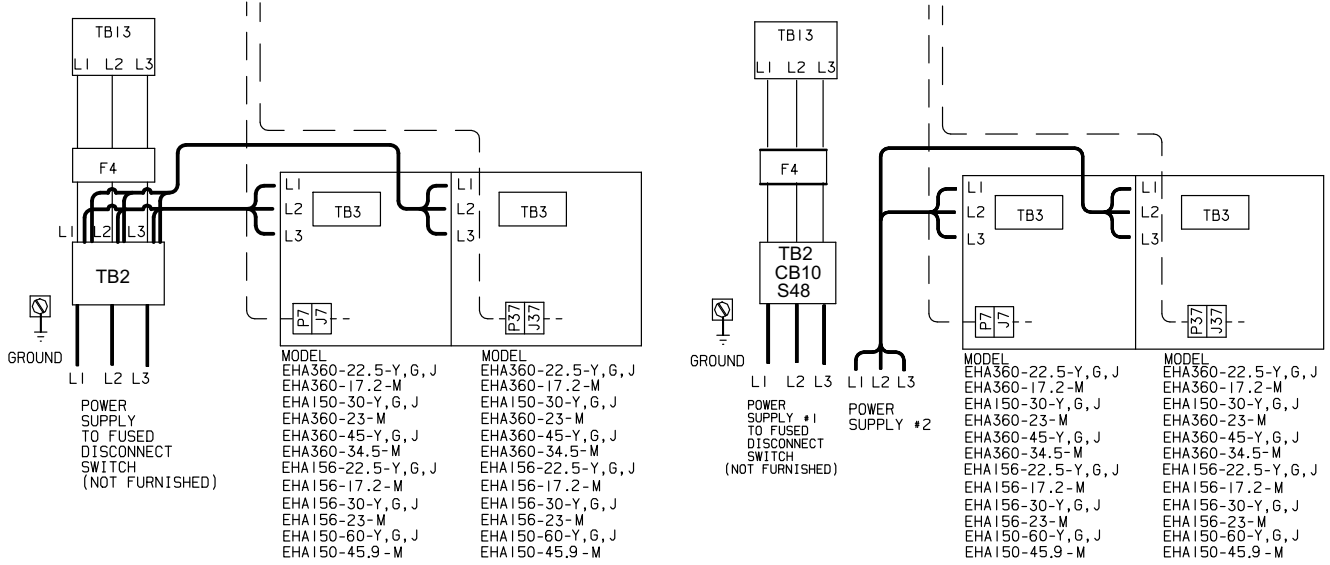 TB13
L1 L2 L3
F4
L1 L2 L3
TB2
GROUND
L1 L2 L3
POWER
SUPPLY
TO FUSED
DISCONNECT
SWITCH
(NOT FURNISHED)
L1
L2
L3
TB3
P7
J7
L1
L2
L3
TB3
P37
J37
MODEL
EHA360-22.5-Y,G,J
EHA360-17.2-M
EHA150-30-Y,G,J
EHA360-23-M
EHA360-45-Y,G,J
EHA360-34.5-M
EHA156-22.5-Y,G,J
EHA156-17.2-M
EHA156-30-Y,G,J
EHA156-23-M
EHA150-60-Y,G,J
EHA150-45.9-M
MODEL
EHA360-22.5-Y,G,J
EHA360-17.2-M
EHA150-30-Y,G,J
EHA360-23-M
EHA360-45-Y,G,J
EHA360-34.5-M
EHA156-22.5-Y,G,J
EHA156-17.2-M
EHA156-30-Y,G,J
EHA156-23-M
EHA150-60-Y,G,J
EHA150-45.9-M
TB13
L1 L2 L3
F4
TB2
CB10
S48
GROUND
L1 L2 L3
POWER
SUPPLY #1
TO FUSED
DISCONNECT
SWITCH
(NOT FURNISHED)
L1 L2 L3
POWER
SUPPLY #2
L1
L2
L3
TB3
P7
J7
L1
L2
L3
TB3
P37
J37
MODEL
EHA360-22.5-Y,G,J
EHA360-17.2-M
EHA150-30-Y,G,J
EHA360-23-M
EHA360-45-Y,G,J
EHA360-34.5-M
EHA156-22.5-Y,G,J
EHA156-17.2-M
EHA156-30-Y,G,J
EHA156-23-M
EHA150-60-Y,G,J
EHA150-45.9-M
MODEL
EHA360-22.5-Y,G,J
EHA360-17.2-M
EHA150-30-Y,G,J
EHA360-23-M
EHA360-45-Y,G,J
EHA360-34.5-M
EHA156-22.5-Y,G,J
EHA156-17.2-M
EHA156-30-Y,G,J
EHA156-23-M
EHA150-60-Y,G,J
EHA150-45.9-M